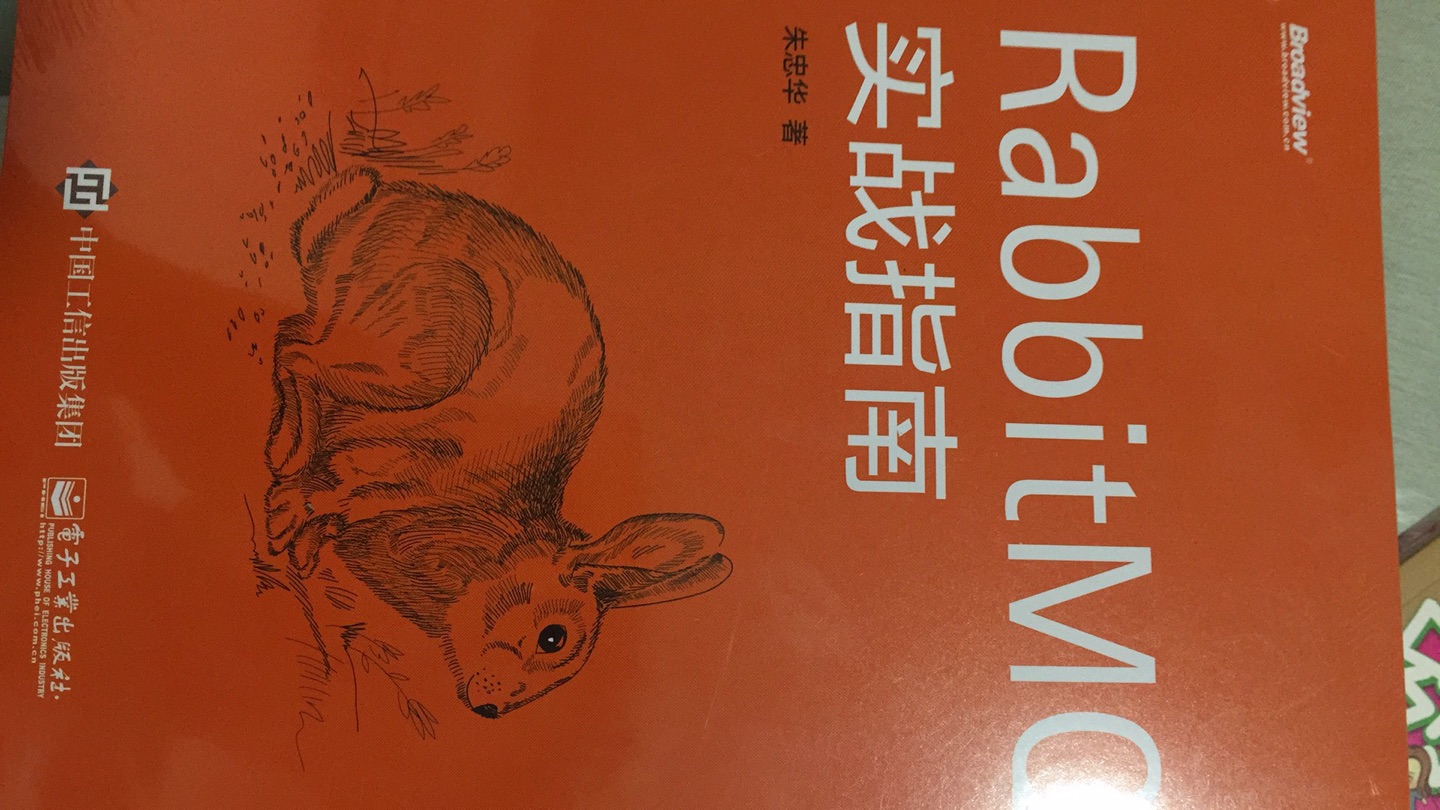 Broadview®
www.broadview.com.cn
RabbitMQ
实战指南
朱忠华 著
中国工信出版集团
電子工業出版社·
PUBLISHING HOUSE OF ELECTRONICS INDUSTRY
http://www.phei.com.cn